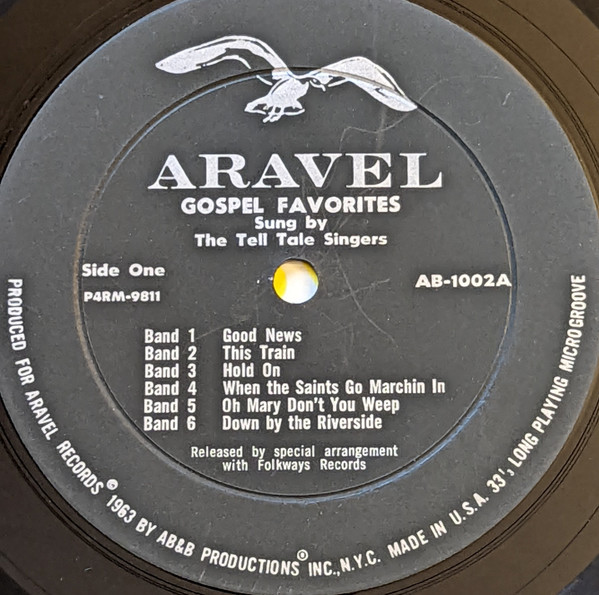 ARAVEL
GOSPEL FAVORITES
Sung by
The Tell Tale Singers
Side One
P4RM-9811
AB-1002A
Band 1 Good News
Band 2 This Train
Band 3 Hold On
Band 4 When the Saints Go Marchin In
Band 5 Oh Mary Don't You Weep
Band 6 Down by the Riverside
Released by special arrangement
with Folkways Records
PRODUCED FOR ARAVEL RECORDS © 1963 BY AB&B PRODUCTIONS ® INC., N.Y.C. MADE IN U.S.A. 33⅓ LONG PLAYING MICROGROOVE